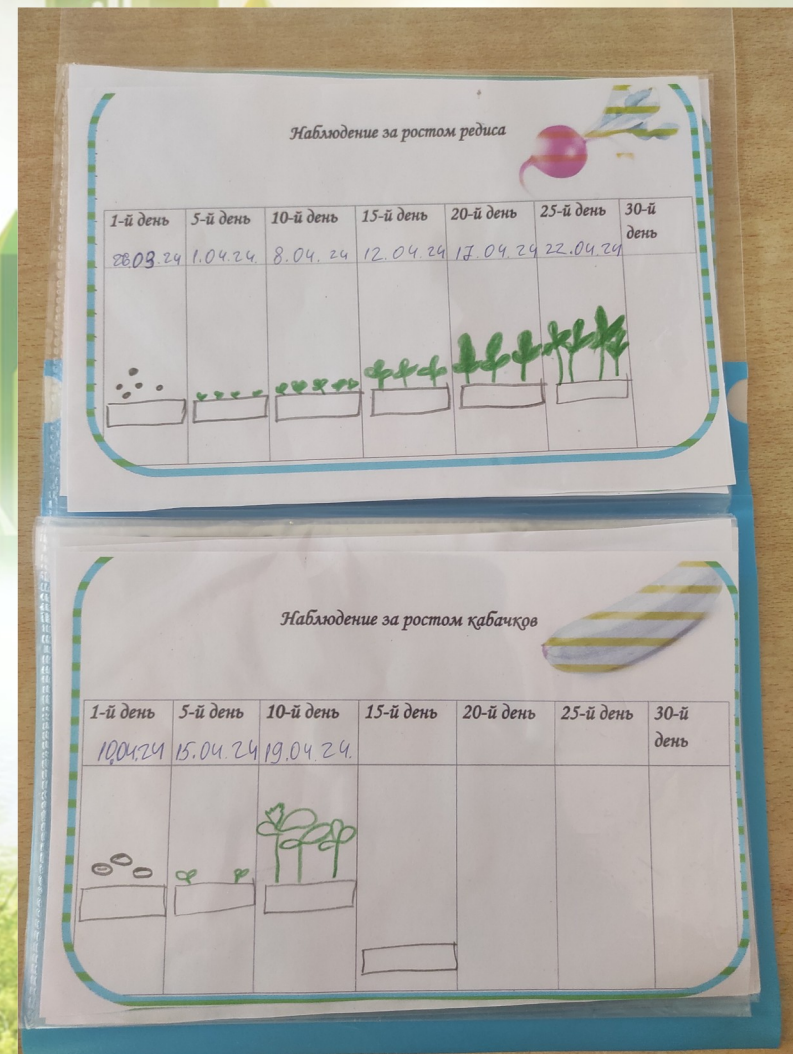 Наблюдение за ростом редиса
1-й день 5-й день 10-й день 15-й день 20-й день 25-й день 30-й
день
28.03.24 1.04.24. 8.04. 24 12.04.24 17.04.24 22.04.24
Наблюдение за ростом кабачков
1-й день 5-й день 10-й день 15-й день 20-й день 25-й день 30-й
день
10.04.24 15.04.24 19.04.24.